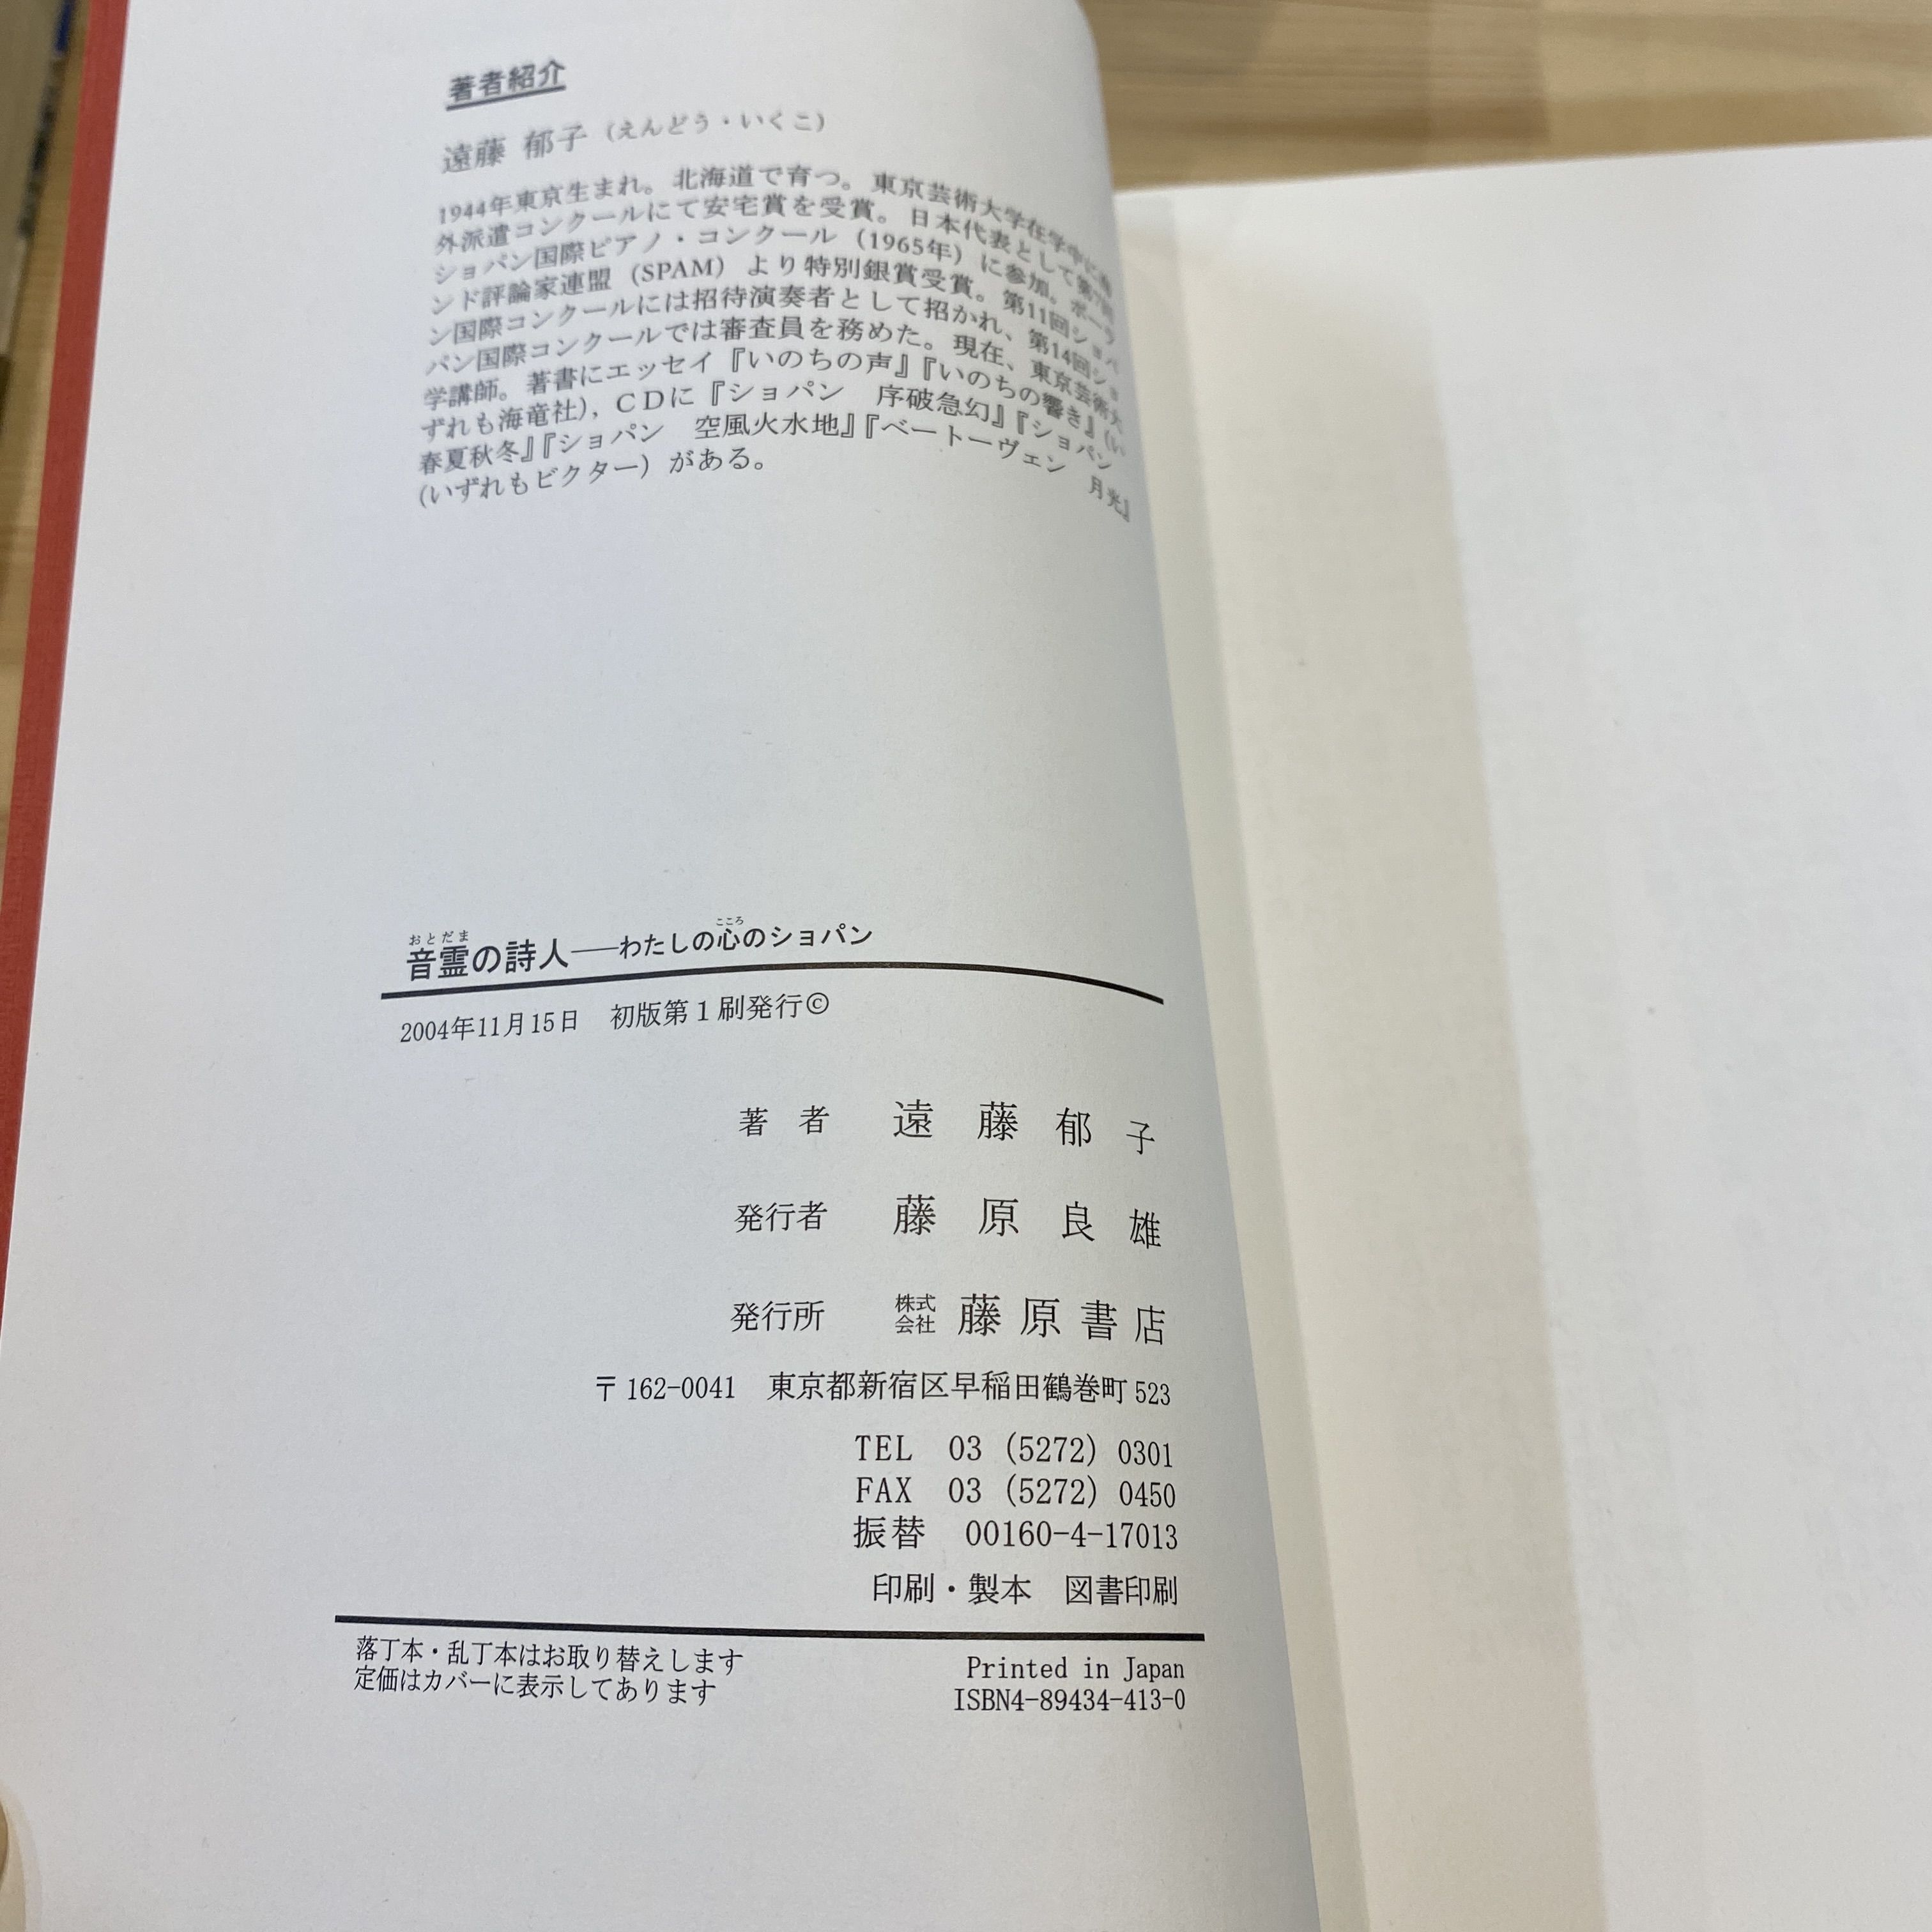 著者紹介
遠藤 郁子（えんどう・いくこ）
1944年東京生まれ。北海道で育つ。東京芸術大学在学中に
外派遣コンクールにて安宅賞を受賞。日本代表として第7回
ショパン国際ピアノ・コンクール（1965年）に参加。ポーラ
ンド評論家連盟（SPAM）より特別銀賞受賞。第11回ショパ
ン国際コンクールには招待演奏者として招かれ、第14回ショ
パン国際コンクールでは審査員を務めた。現在、東京芸術大
学講師。著書にエッセイ『いのちの声』『いのちの響き』（い
ずれも海竜社），CDに『ショパン　序破急幻』『ショパン
春夏秋冬』『ショパン　空風火水地』『ベートーヴェン　月光』
（いずれもビクター）がある。
おとだま　こころ
音霊の詩人――わたしの心のショパン
2004年11月15日　初版第1刷発行©
著者　遠藤郁子
発行者　藤原良雄
発行所　株式会社 藤原書店
〒162-0041　東京都新宿区早稲田鶴巻町523
TEL　03（5272）0301
FAX　03（5272）0450
振替　00160-4-17013
印刷・製本　図書印刷
落丁本・乱丁本はお取り替えします
定価はカバーに表示してあります
Printed in Japan
ISBN4-89434-413-0